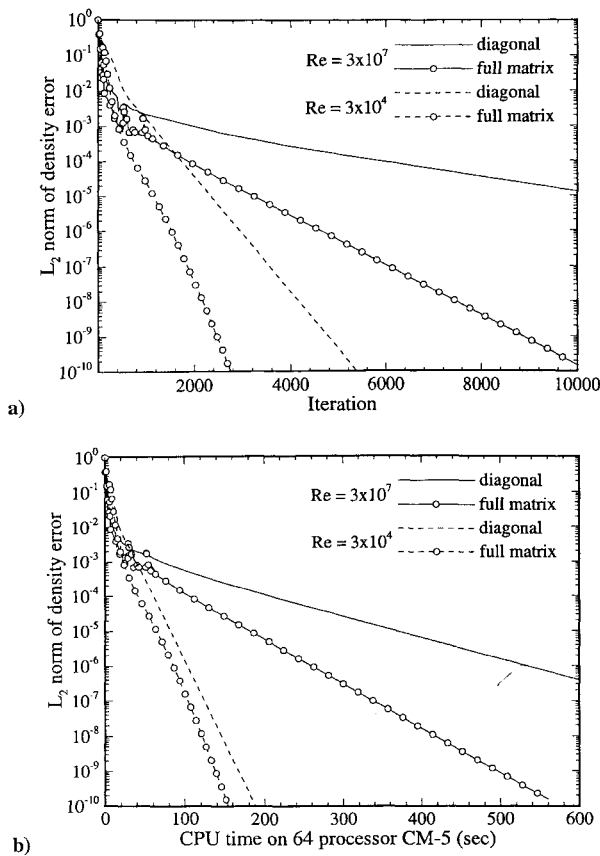 10^0
10^-1
10^-2
10^-3
10^-4
10^-5
10^-6
10^-7
10^-8
10^-9
10^-10
L_2 norm of density error
Re = 3x10^7
diagonal
full matrix
Re = 3x10^4
diagonal
full matrix
2000 4000 6000 8000 10000
Iteration
a)
10^0
10^-1
10^-2
10^-3
10^-4
10^-5
10^-6
10^-7
10^-8
10^-9
10^-10
L_2 norm of density error
Re = 3x10^7
diagonal
full matrix
Re = 3x10^4
diagonal
full matrix
0 100 200 300 400 500 600
CPU time on 64 processor CM-5 (sec)
b)